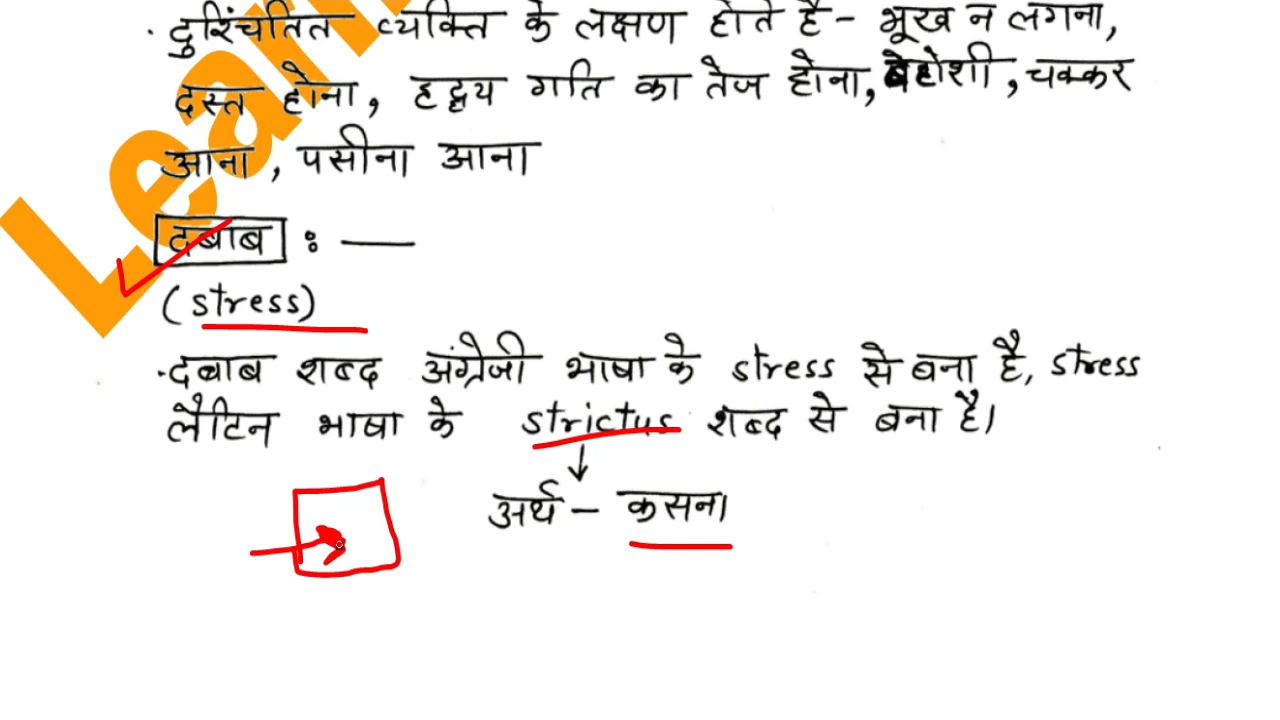 · दुश्चिंतित व्यक्ति के लक्षण होते है - भूख न लगना,
दस्त होना, हृदय गति का तेज होना, बेहोशी, चक्कर
आना, पसीना आना
दबाब : —
(stress)
· दबाब शब्द अंग्रेजी भाषा के stress से बना है, stress
लैटिन भाषा के strictus शब्द से बना है।
↓
अर्थ - कसना
Lear